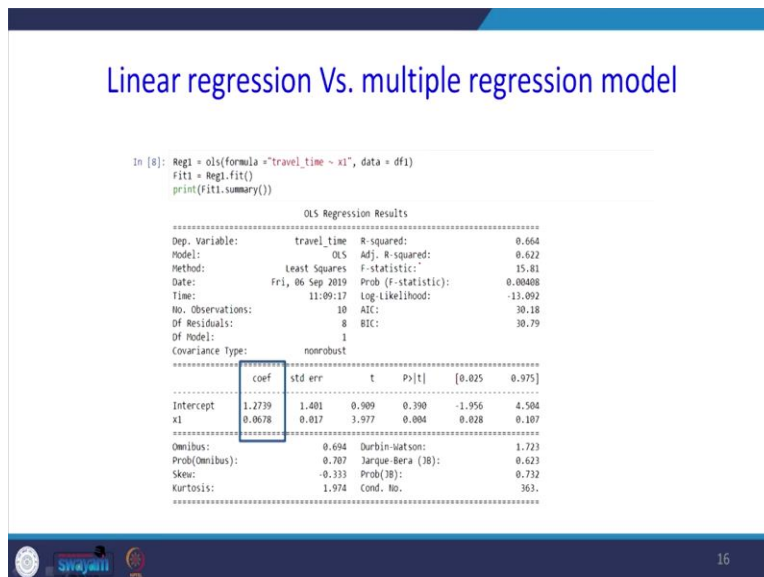 Linear regression Vs. multiple regression model
In [8]: Reg1 = ols(formula ="travel_time ~ x1", data = df1)
Fit1 = Reg1.fit()
print(Fit1.summary())
OLS Regression Results
==============================================================================
Dep. Variable: travel_time R-squared: 0.664
Model: OLS Adj. R-squared: 0.622
Method: Least Squares F-statistic: 15.81
Date: Fri, 06 Sep 2019 Prob (F-statistic): 0.00408
Time: 11:09:17 Log-Likelihood: -13.092
No. Observations: 10 AIC: 30.18
Df Residuals: 8 BIC: 30.79
Df Model: 1
Covariance Type: nonrobust
==============================================================================
coef std err t P>|t| [0.025 0.975]
------------------------------------------------------------------------------
Intercept 1.2739 1.401 0.909 0.390 -1.956 4.504
x1 0.0678 0.017 3.977 0.004 0.028 0.107
==============================================================================
Omnibus: 0.694 Durbin-Watson: 1.723
Prob(Omnibus): 0.707 Jarque-Bera (JB): 0.623
Skew: -0.333 Prob(JB): 0.732
Kurtosis: 1.974 Cond. No. 363.
==============================================================================
swayam
16